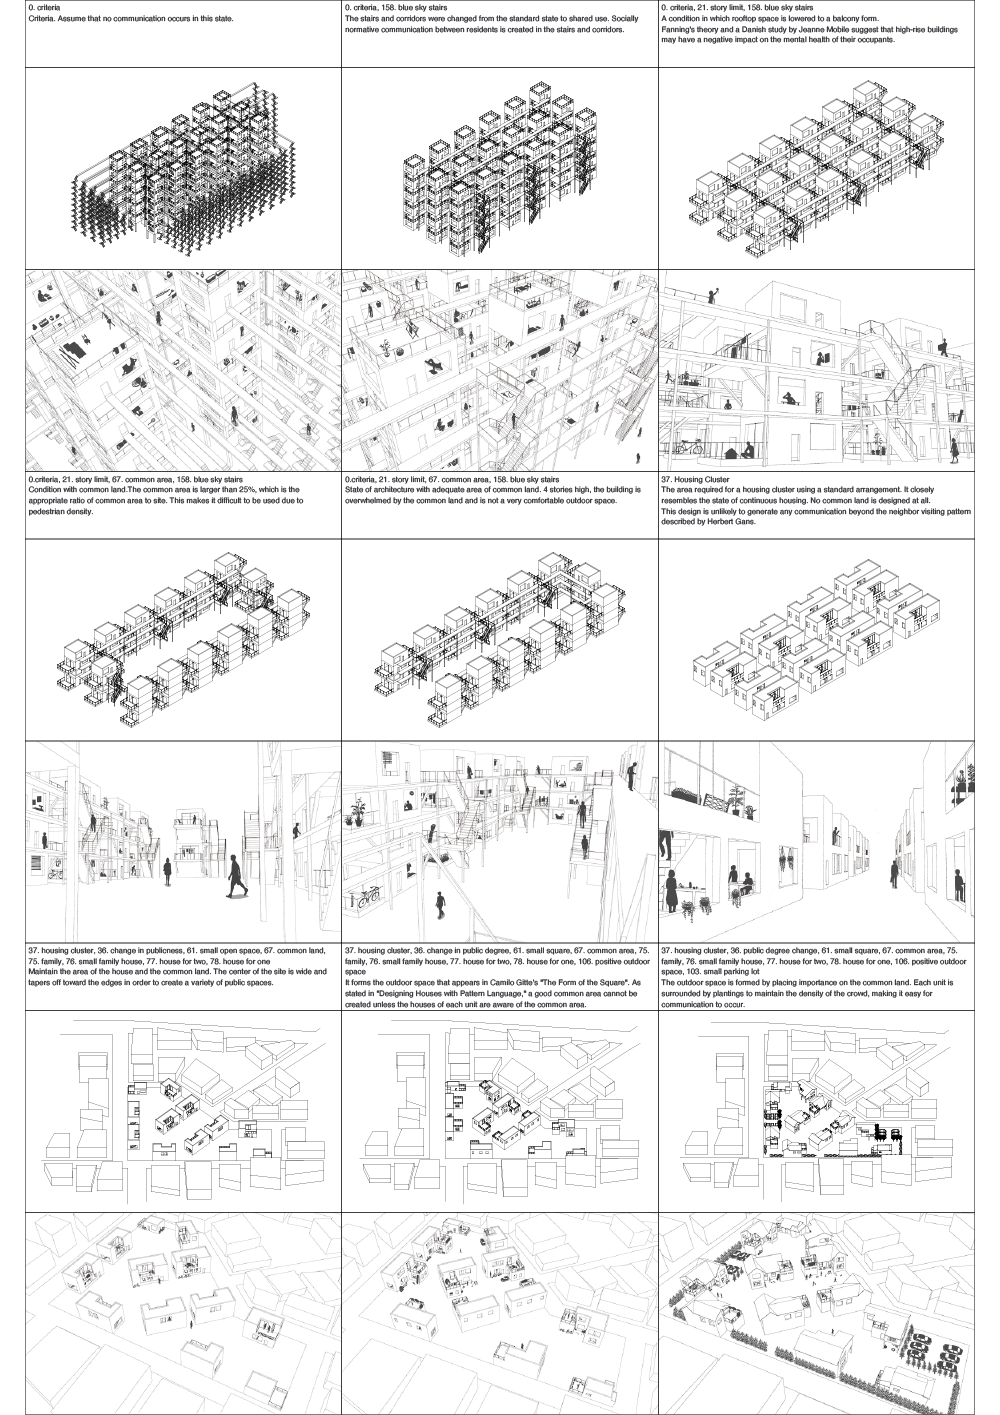 0. criteria
Criteria. Assume that no communication occurs in this state.
0. criteria, 158. blue sky stairs
The stairs and corridors were changed from the standard state to shared use. Socially
normative communication between residents is created in the stairs and corridors.
0. criteria, 21. story limit, 158. blue sky stairs
A condition in which rooftop space is lowered to a balcony form.
Fanning's theory and a Danish study by Jeanne Mobile suggest that high-rise buildings
may have a negative impact on the mental health of their occupants.
0.criteria, 21. story limit, 67. common area, 158. blue sky stairs
Condition with common land.The common area is larger than 25%, which is the
appropriate ratio of common area to site. This makes it difficult to be used due to
pedestrian density.
0.criteria, 21. story limit, 67. common area, 158. blue sky stairs
State of architecture with adequate area of common land. 4 stories high, the building is
overwhelmed by the common land and is not a very comfortable outdoor space.
37. Housing Cluster
The area required for a housing cluster using a standard arrangement. It closely
resembles the state of continuous housing. No common land is designed at all.
This design is unlikely to generate any communication beyond the neighbor visiting pattern
described by Herbert Gans.
37. housing cluster, 36. change in publicness, 61. small open space, 67. common land,
75. family, 76. small family house, 77. house for two, 78. house for one
Maintain the area of the house and the common land. The center of the site is wide and
tapers off toward the edges in order to create a variety of public spaces.
37. housing cluster, 36. change in public degree, 61. small square, 67. common area, 75.
family, 76. small family house, 77. house for two, 78. house for one, 106. positive outdoor
space
It forms the outdoor space that appears in Camilo Gitte's "The Form of the Square". As
stated in "Designing Houses with Pattern Language," a good common area cannot be
created unless the houses of each unit are aware of the common area.
37. housing cluster, 36. public degree change, 61. small square, 67. common area, 75.
family, 76. small family house, 77. house for two, 78. house for one, 106. positive outdoor
space, 103. small parking lot
The outdoor space is formed by placing importance on the common land. Each unit is
surrounded by plantings to maintain the density of the crowd, making it easy for
communication to occur.